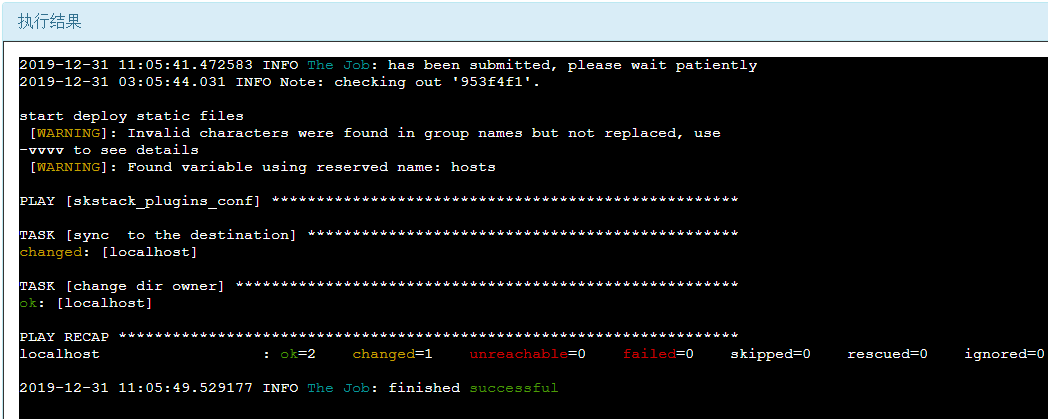 执行结果
2019-12-31 11:05:41.472583 INFO The Job: has been submitted, please wait patiently
2019-12-31 03:05:44.031 INFO Note: checking out '953f4f1'.
start deploy static files
[WARNING]: Invalid characters were found in group names but not replaced, use
-vvvv to see details
[WARNING]: Found variable using reserved name: hosts
PLAY [skstack_plugins_conf] ****************************************************
TASK [sync  to the destination] ************************************************
changed: [localhost]
TASK [change dir owner] ********************************************************
ok: [localhost]
PLAY RECAP *********************************************************************
localhost                  : ok=2    changed=1    unreachable=0    failed=0    skipped=0    rescued=0    ignored=0
2019-12-31 11:05:49.529177 INFO The Job: finished successful